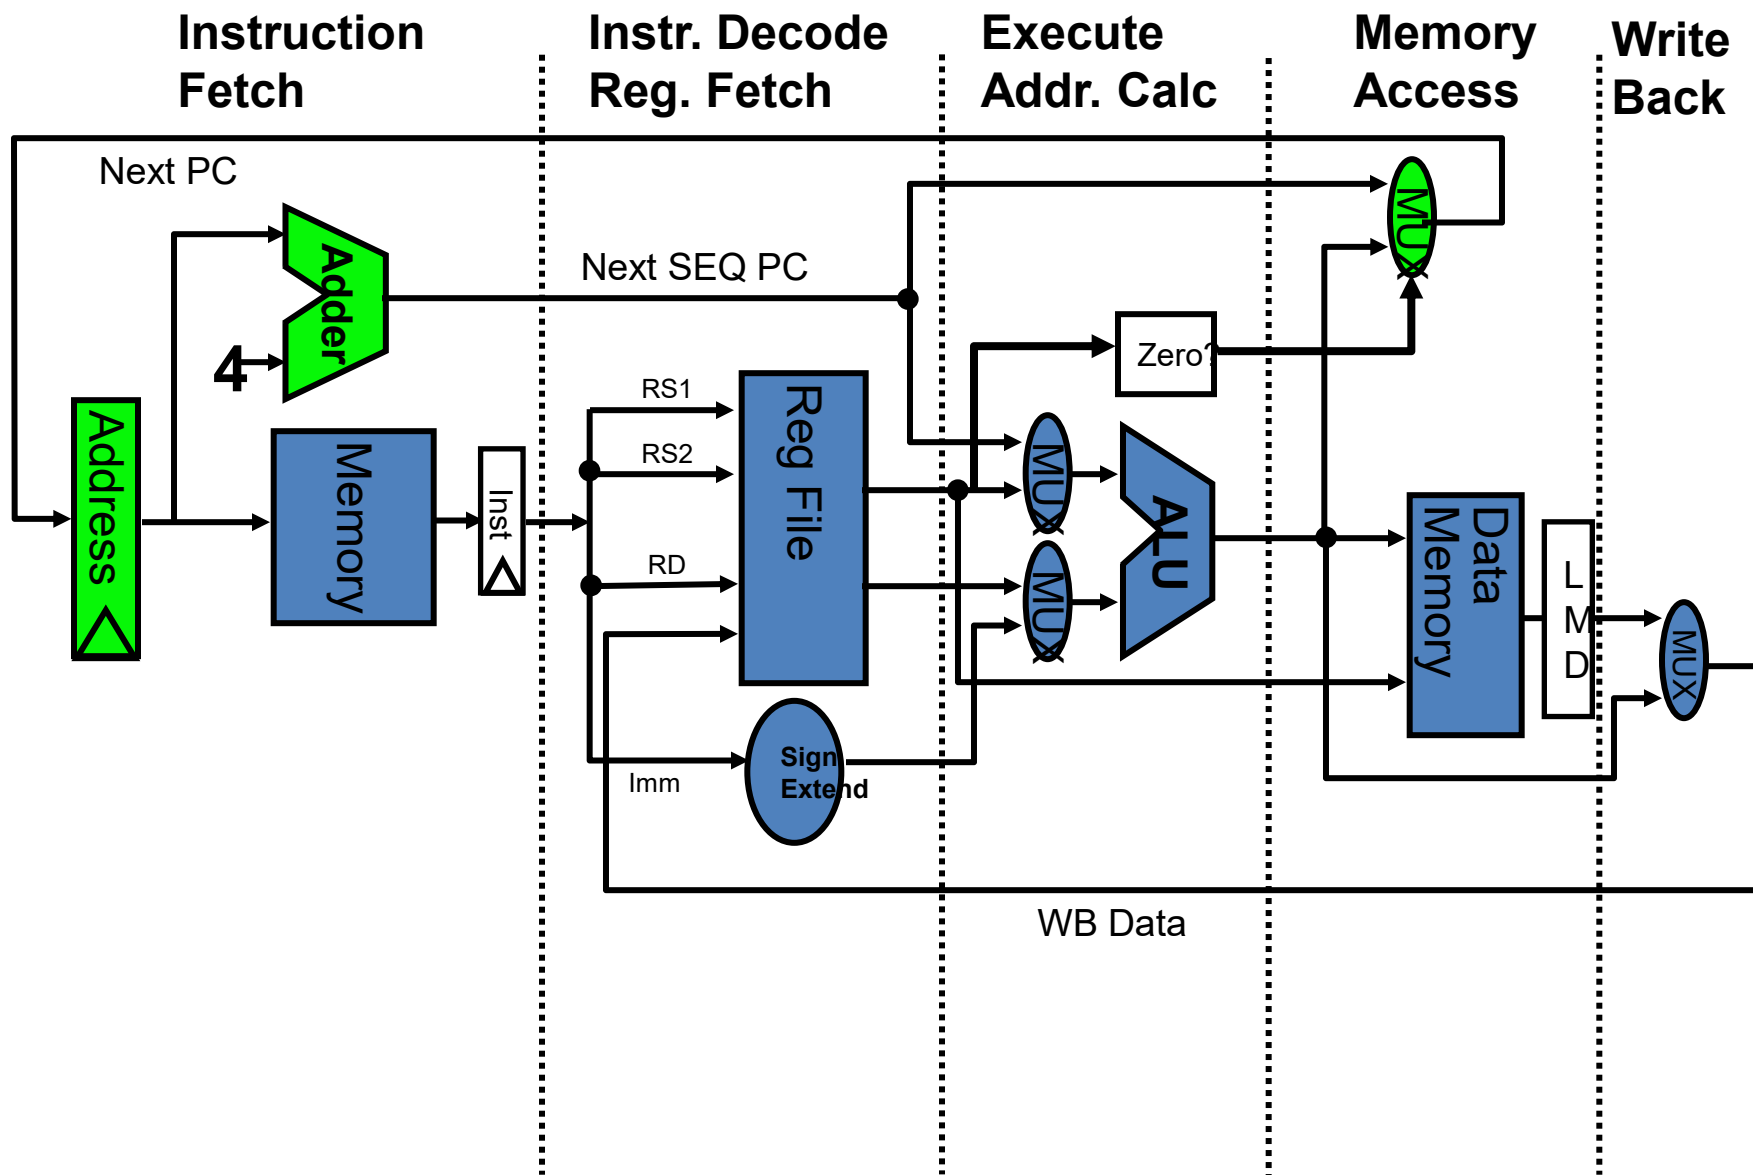 Instruction
Fetch
Instr. Decode
Reg. Fetch
Execute
Addr. Calc
Memory
Access
Write
Back
Next PC
MUX
Adder
Next SEQ PC
4
Zero?
RS1
Address
Memory
Inst
RS2
Reg File
MUX
ALU
Data
Memory
RD
MUX
L
M
D
MUX
Sign
Extend
Imm
WB Data